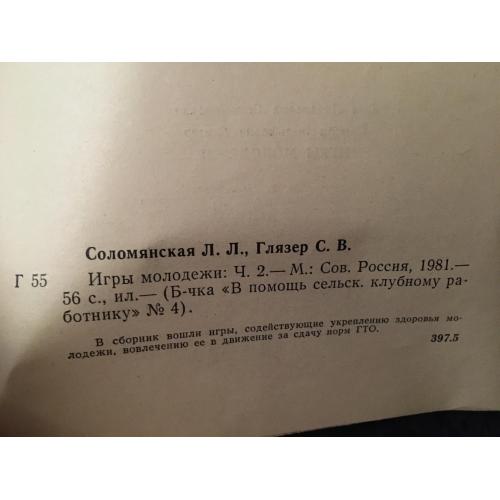 Соломянская Л. Л., Глязер С. В.
Г 55 Игры молодежи: Ч. 2.— М.: Сов. Россия, 1981.—
56 с., ил.— (Б-чка «В помощь сельск. клубному ра-
ботнику» № 4).
В сборник вошли игры, содействующие укреплению здоровья мо-
лодежи, вовлечению ее в движение за сдачу норм ГТО.
397.5